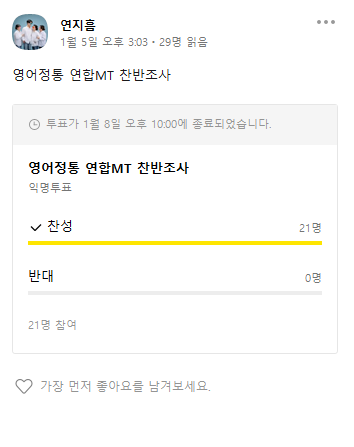 연지흠
1월 5일 오후 3:03 · 29명 읽음
영어정통 연합MT 찬반조사
투표가 1월 8일 오후 10:00에 종료되었습니다.
영어정통 연합MT 찬반조사
익명투표
찬성 21명
반대 0명
21명 참여
가장 먼저 좋아요를 남겨보세요.